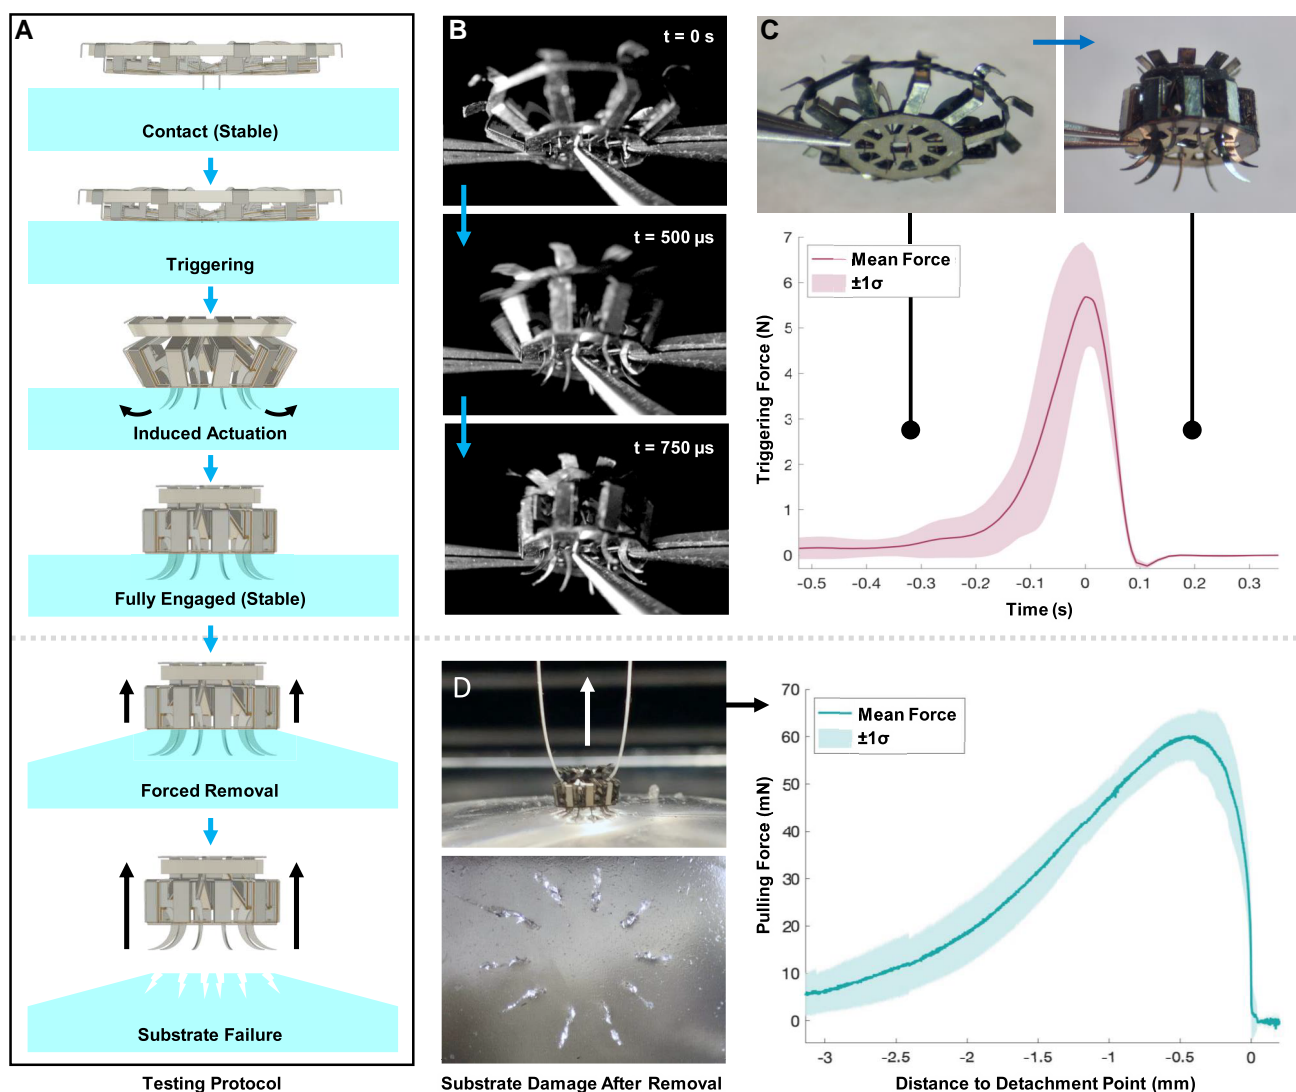 A
Contact (Stable)
Triggering
Induced Actuation
Fully Engaged (Stable)
Forced Removal
Substrate Failure
Testing Protocol
B
t = 0 s
t = 500 µs
t = 750 µs
C
7
6
5
4
3
2
1
0
Triggering Force (N)
Mean Force
±1σ
-0.5
-0.4
-0.3
-0.2
-0.1
0
0.1
0.2
0.3
Time (s)
D
Substrate Damage After Removal
70
60
50
40
30
20
10
0
Pulling Force (mN)
Mean Force
±1σ
-3
-2.5
-2
-1.5
-1
-0.5
0
Distance to Detachment Point (mm)